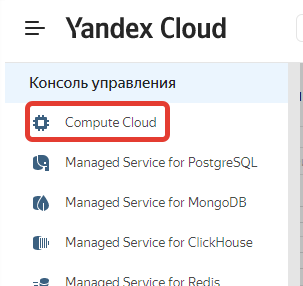 Yandex Cloud
Консоль управления
Compute Cloud
Managed Service for PostgreSQL
Managed Service for MongoDB
Managed Service for ClickHouse
Managed Service for Redis